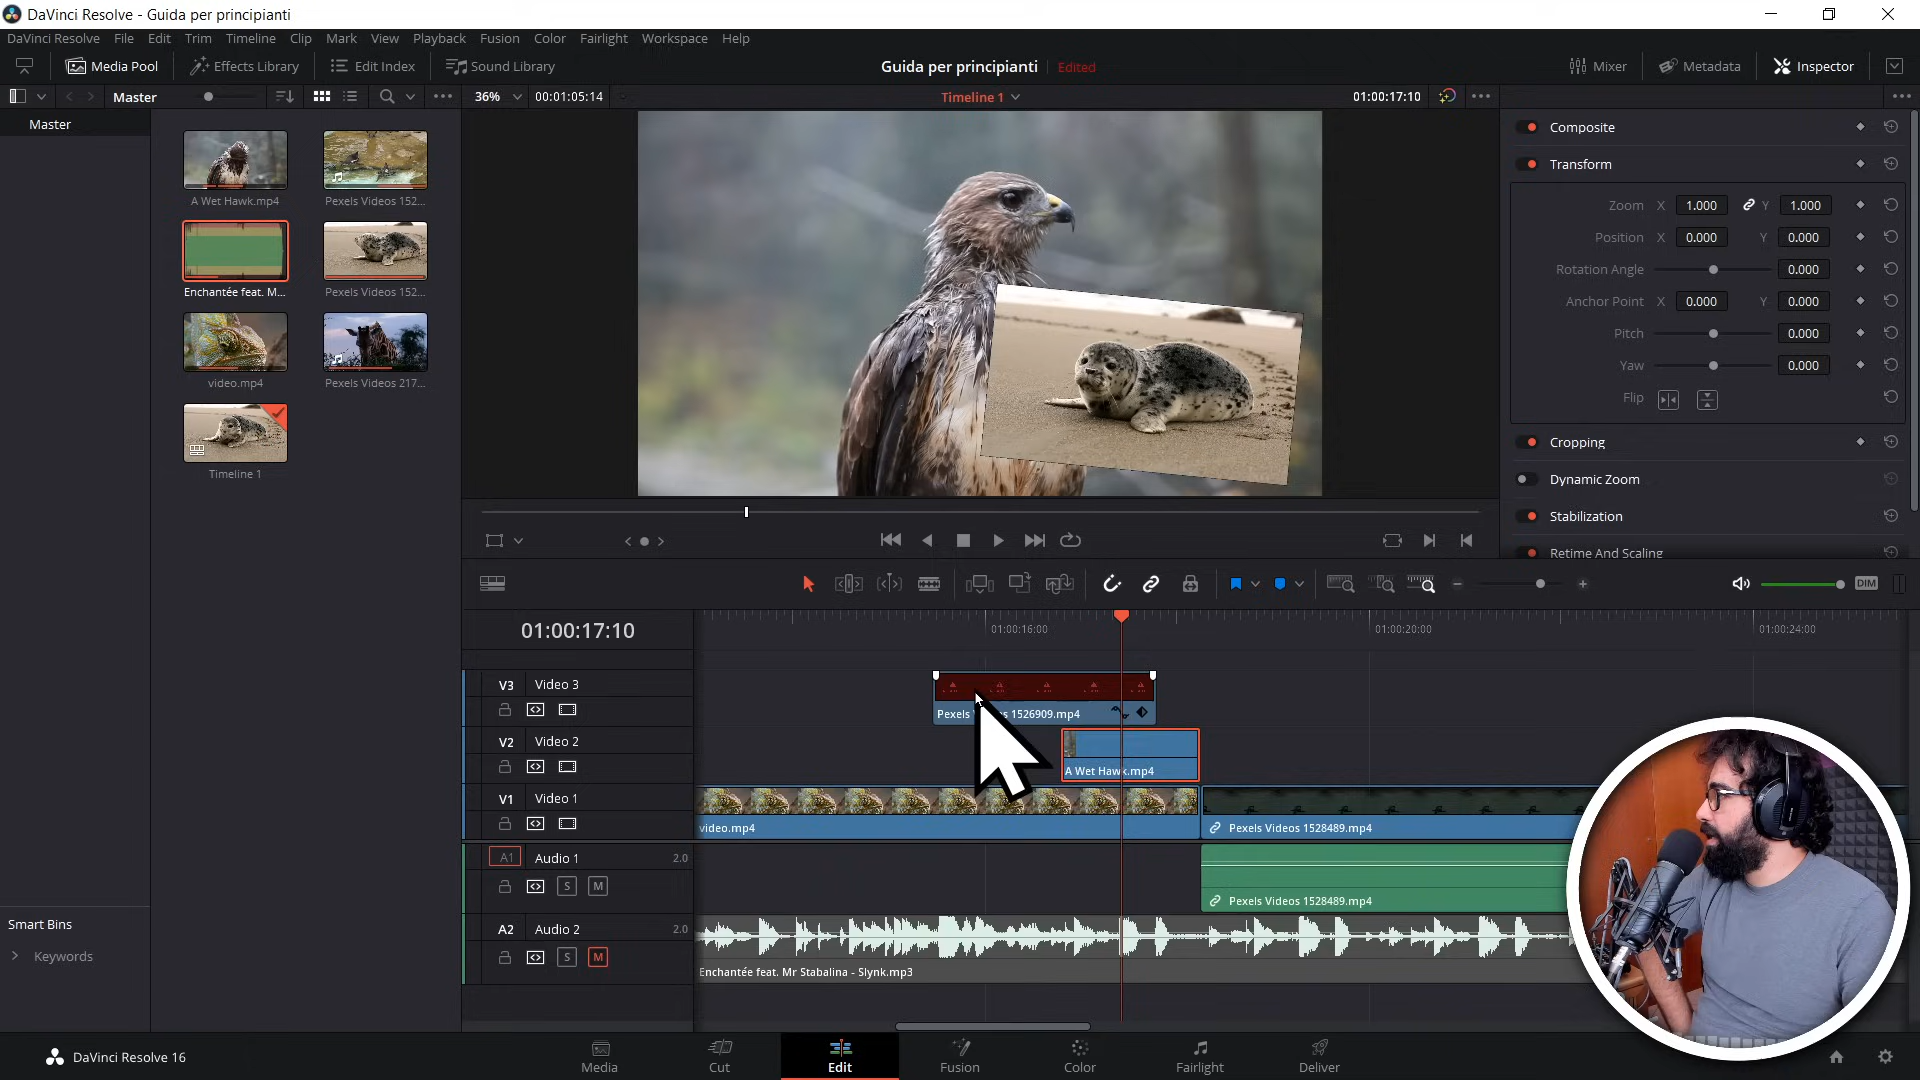 DaVinci Resolve - Guida per principianti
DaVinci Resolve File Edit Trim Timeline Clip Mark View Playback Fusion Color Fairlight Workspace Help
Media Pool Effects Library Edit Index Sound Library Guida per principianti Edited Mixer Metadata Inspector
Master 36% 00:01:05:14 Timeline 1 01:00:17:10
Master
A Wet Hawk.mp4 Pexels Videos 152...
Enchantée feat. M... Pexels Videos 152...
video.mp4 Pexels Videos 217...
Timeline 1
Composite
Transform
Zoom X 1.000 Y 1.000
Position X 0.000 Y 0.000
Rotation Angle 0.000
Anchor Point X 0.000 Y 0.000
Pitch 0.000
Yaw 0.000
Flip
Cropping
Dynamic Zoom
Stabilization
Retime And Scaling
DIM
01:00:17:10 01:00:16:00 01:00:20:00 01:00:24:00
V3 Video 3
Pexels s 1526909.mp4
V2 Video 2
A Wet Hawk.mp4
V1 Video 1
video.mp4 Pexels Videos 1528489.mp4
A1 Audio 1 2.0
S M
Pexels Videos 1528489.mp4
A2 Audio 2 2.0
S M
Enchantée feat. Mr Stabalina - Slynk.mp3
Smart Bins
Keywords
DaVinci Resolve 16
Media Cut Edit Fusion Color Fairlight Deliver